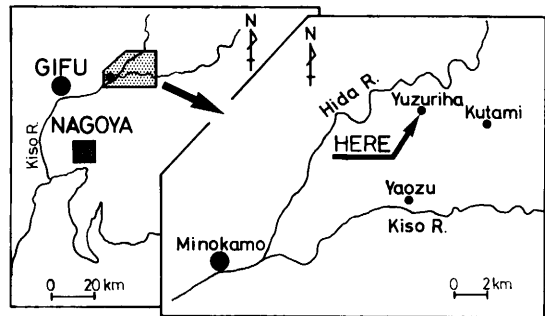 N
GIFU
NAGOYA
Kiso R.
0 20 km
N
Hida R.
Yuzuriha
Kutami
HERE
Yaozu
Kiso R.
Minokamo
0 2 km